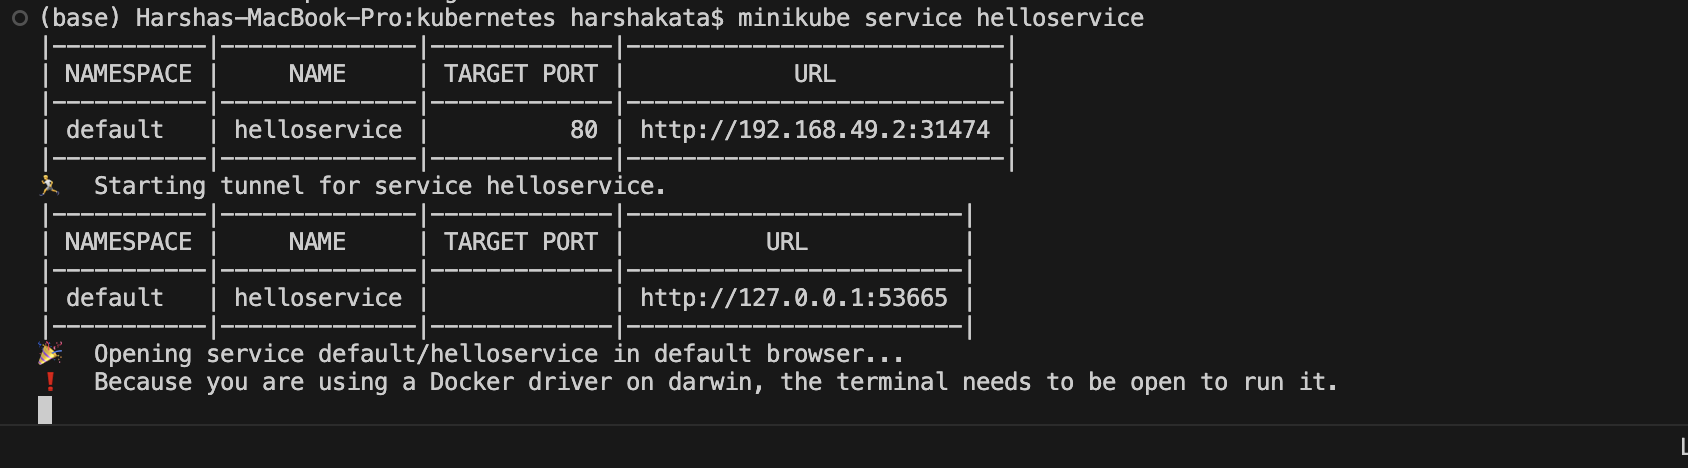 (base) Harshas-MacBook-Pro:kubernetes harshakata$ minikube service helloservice
|-----------|--------------|-------------|---------------------------|
| NAMESPACE |     NAME     | TARGET PORT |            URL            |
|-----------|--------------|-------------|---------------------------|
| default   | helloservice |          80 | http://192.168.49.2:31474 |
|-----------|--------------|-------------|---------------------------|
🏃  Starting tunnel for service helloservice.
|-----------|--------------|-------------|------------------------|
| NAMESPACE |     NAME     | TARGET PORT |          URL           |
|-----------|--------------|-------------|------------------------|
| default   | helloservice |             | http://127.0.0.1:53665 |
|-----------|--------------|-------------|------------------------|
🎉  Opening service default/helloservice in default browser...
❗  Because you are using a Docker driver on darwin, the terminal needs to be open to run it.